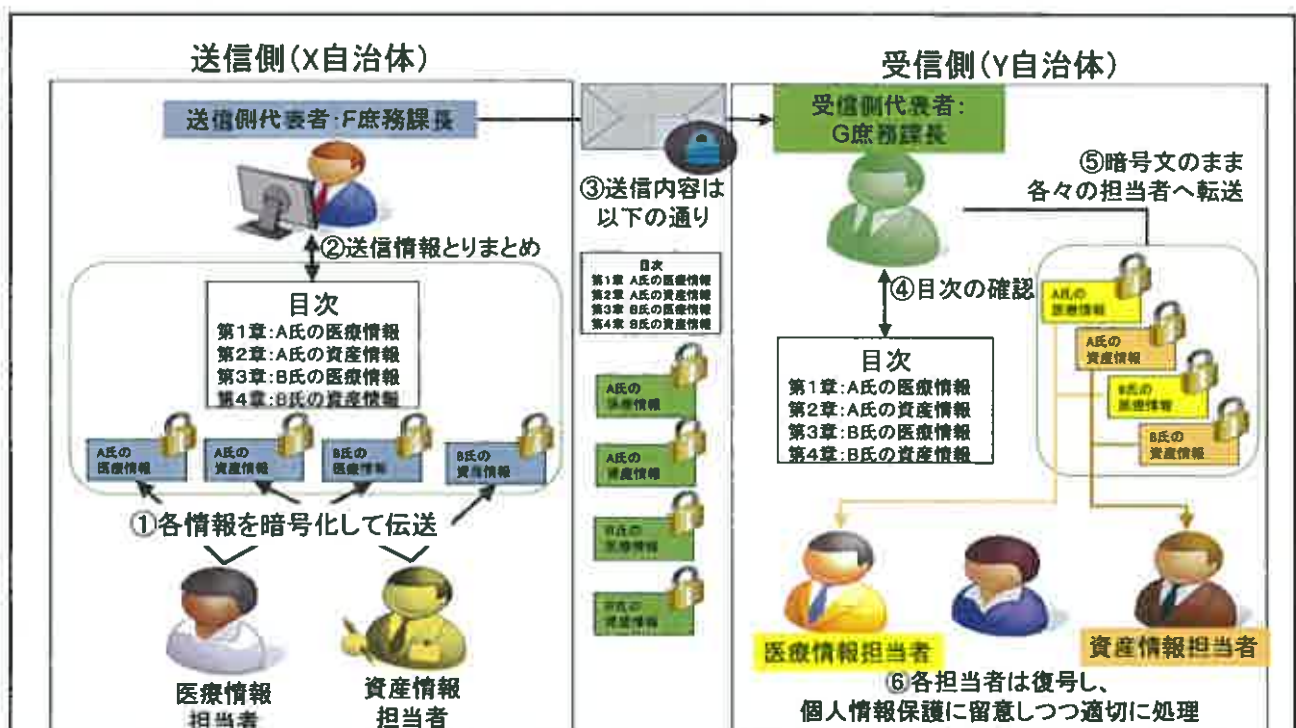 送信側(X自治体)
送信側代表者:F庶務課長
②送信情報とりまとめ
目次
第1章:A氏の医療情報
第2章:A氏の資産情報
第3章:B氏の医療情報
第4章:B氏の資産情報
A氏の
医療情報
A氏の
資産情報
B氏の
医療情報
B氏の
資産情報
①各情報を暗号化して伝送
医療情報
担当者
資産情報
担当者
③送信内容は
以下の通り
目次
第1章 A氏の医療情報
第2章 A氏の資産情報
第3章 B氏の医療情報
第4章 B氏の資産情報
A氏の
医療情報
A氏の
資産情報
B氏の
医療情報
B氏の
資産情報
受信側(Y自治体)
受信側代表者:
G庶務課長
⑤暗号文のまま
各々の担当者へ転送
④目次の確認
目次
第1章:A氏の医療情報
第2章:A氏の資産情報
第3章:B氏の医療情報
第4章:B氏の資産情報
A氏の
医療情報
A氏の
資産情報
B氏の
医療情報
B氏の
資産情報
医療情報担当者
資産情報担当者
⑥各担当者は復号し、
個人情報保護に留意しつつ適切に処理